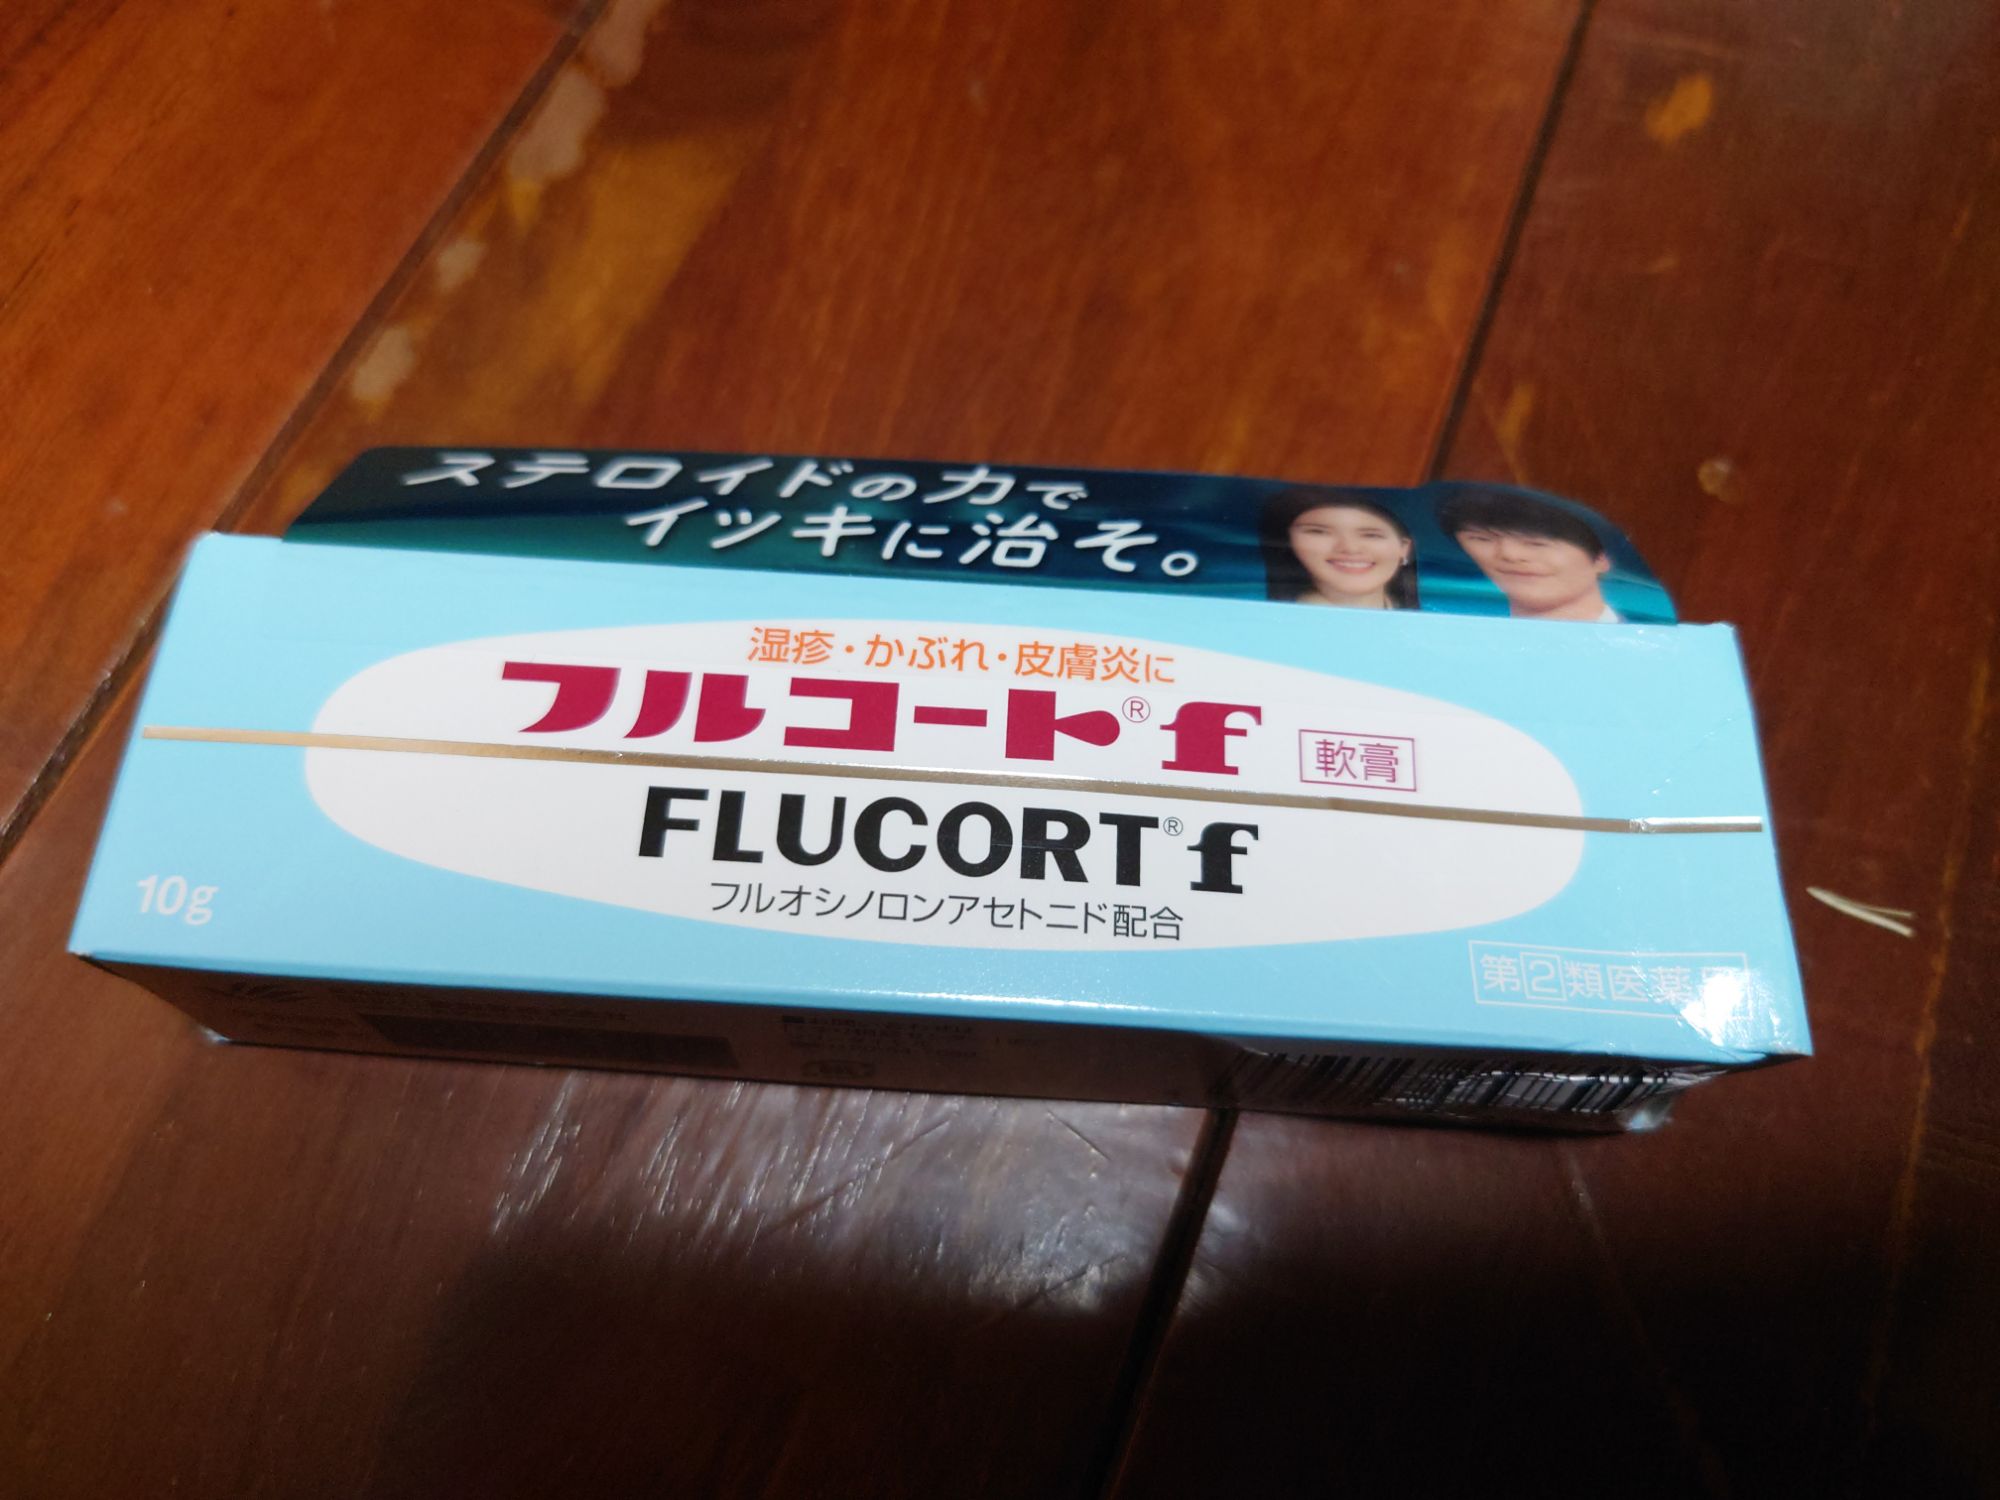 ステロイドの力で
イッキに治そ。
湿疹・かぶれ・皮膚炎に
フルコート®f 軟膏
FLUCORT®f
フルオシノロンアセトニド配合
10g
第②類医薬品